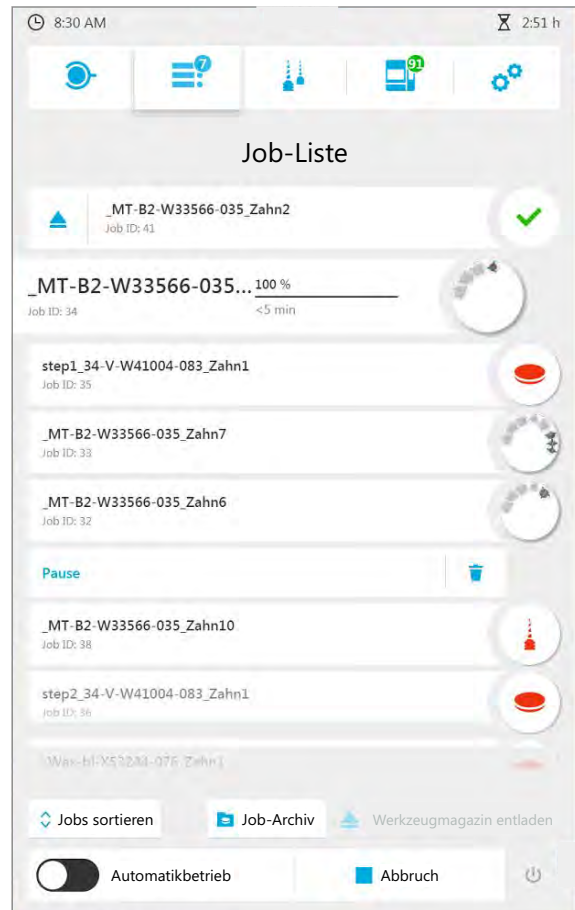 8:30 AM
2:51 h
7
91
Job-Liste
_MT-B2-W33566-035_Zahn2
Job ID: 41
_MT-B2-W33566-035... 100 %
Job ID: 34
<5 min
step1_34-V-W41004-083_Zahn1
Job ID: 35
_MT-B2-W33566-035_Zahn7
Job ID: 33
_MT-B2-W33566-035_Zahn6
Job ID: 32
Pause
_MT-B2-W33566-035_Zahn10
Job ID: 38
step2_34-V-W41004-083_Zahn1
Job ID: 36
Jobs sortieren
Job-Archiv
Werkzeugmagazin entladen
Automatikbetrieb
Abbruch